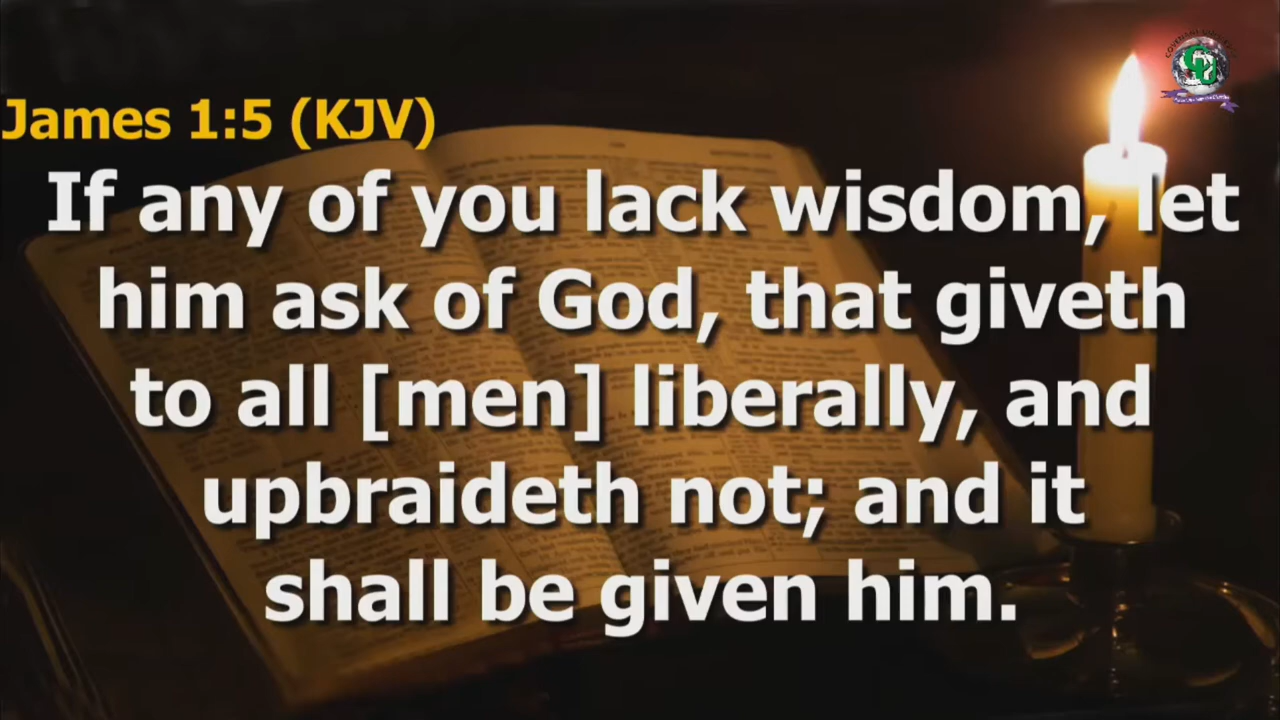 James 1:5 (KJV)
If any of you lack wisdom, let
him ask of God, that giveth
to all [men] liberally, and
upbraideth not; and it
shall be given him.